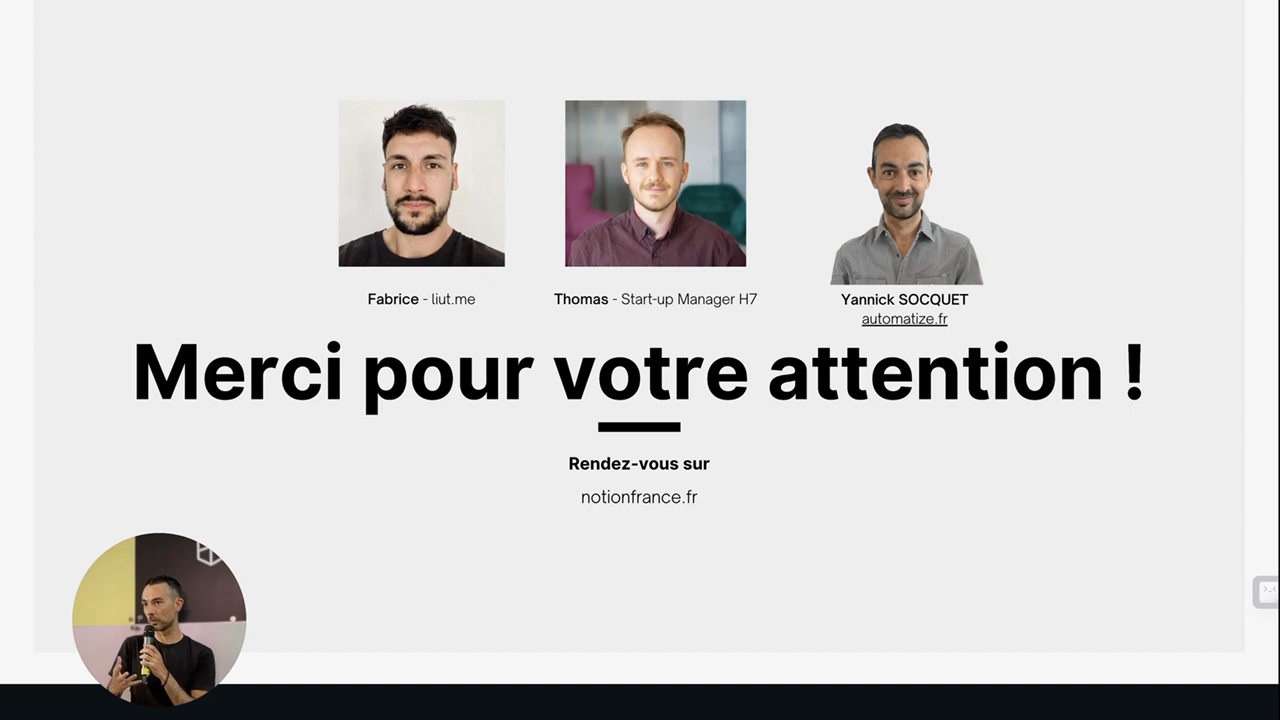 Fabrice - liut.me
Thomas - Start-up Manager H7
Yannick SOCQUET
automatize.fr
Merci pour votre attention !
Rendez-vous sur
notionfrance.fr